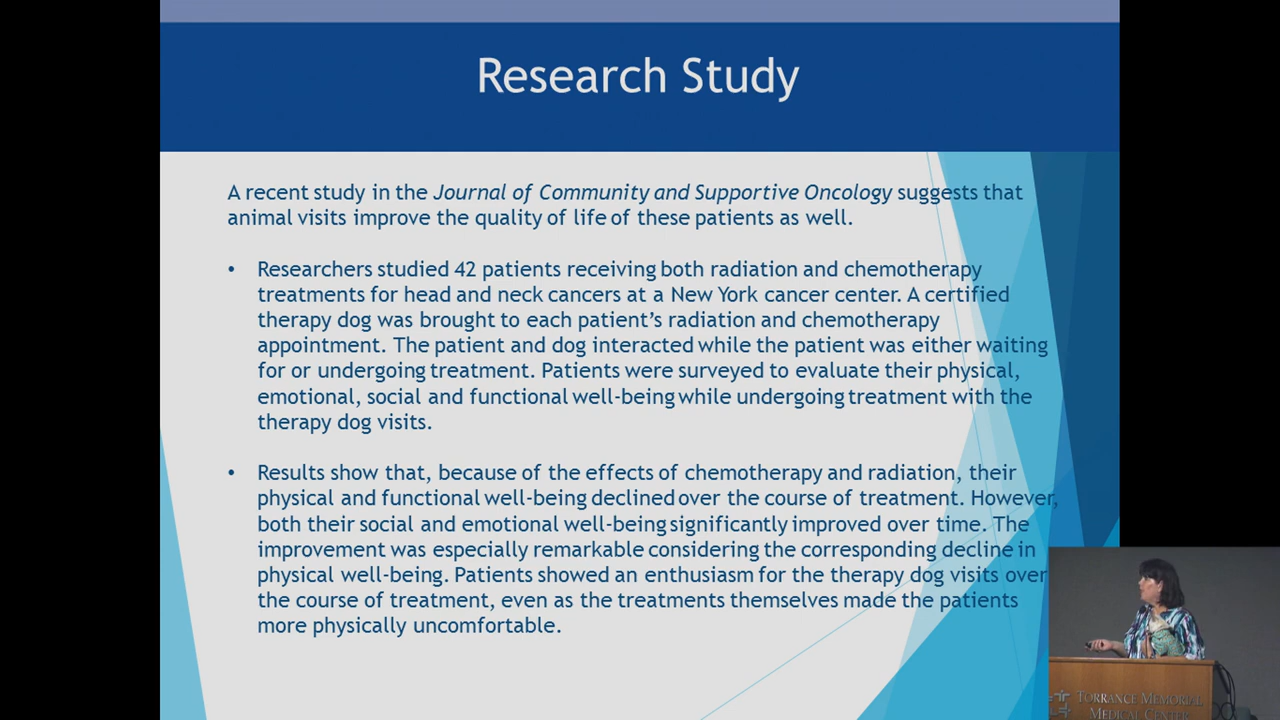 Research Study
A recent study in the Journal of Community and Supportive Oncology suggests that
animal visits improve the quality of life of these patients as well.
• Researchers studied 42 patients receiving both radiation and chemotherapy
treatments for head and neck cancers at a New York cancer center. A certified
therapy dog was brought to each patient’s radiation and chemotherapy
appointment. The patient and dog interacted while the patient was either waiting
for or undergoing treatment. Patients were surveyed to evaluate their physical,
emotional, social and functional well-being while undergoing treatment with the
therapy dog visits.
• Results show that, because of the effects of chemotherapy and radiation, their
physical and functional well-being declined over the course of treatment. However,
both their social and emotional well-being significantly improved over time. The
improvement was especially remarkable considering the corresponding decline in
physical well-being. Patients showed an enthusiasm for the therapy dog visits over
the course of treatment, even as the treatments themselves made the patients
more physically uncomfortable.
TORRANCE MEMORIAL
MEDICAL CENTER